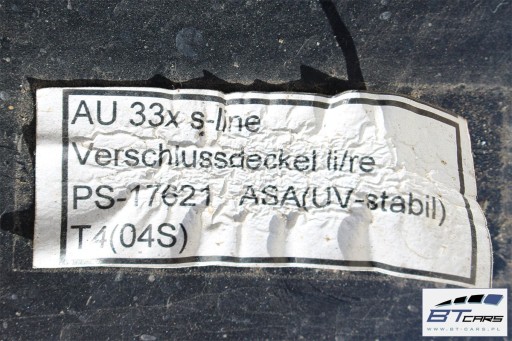 AU 33x s-line
Verschlussdeckel li/re
PS-17621 ASA(UV-stabil)
T4(04S)
BTCARS
WWW.BT-CARS.PL